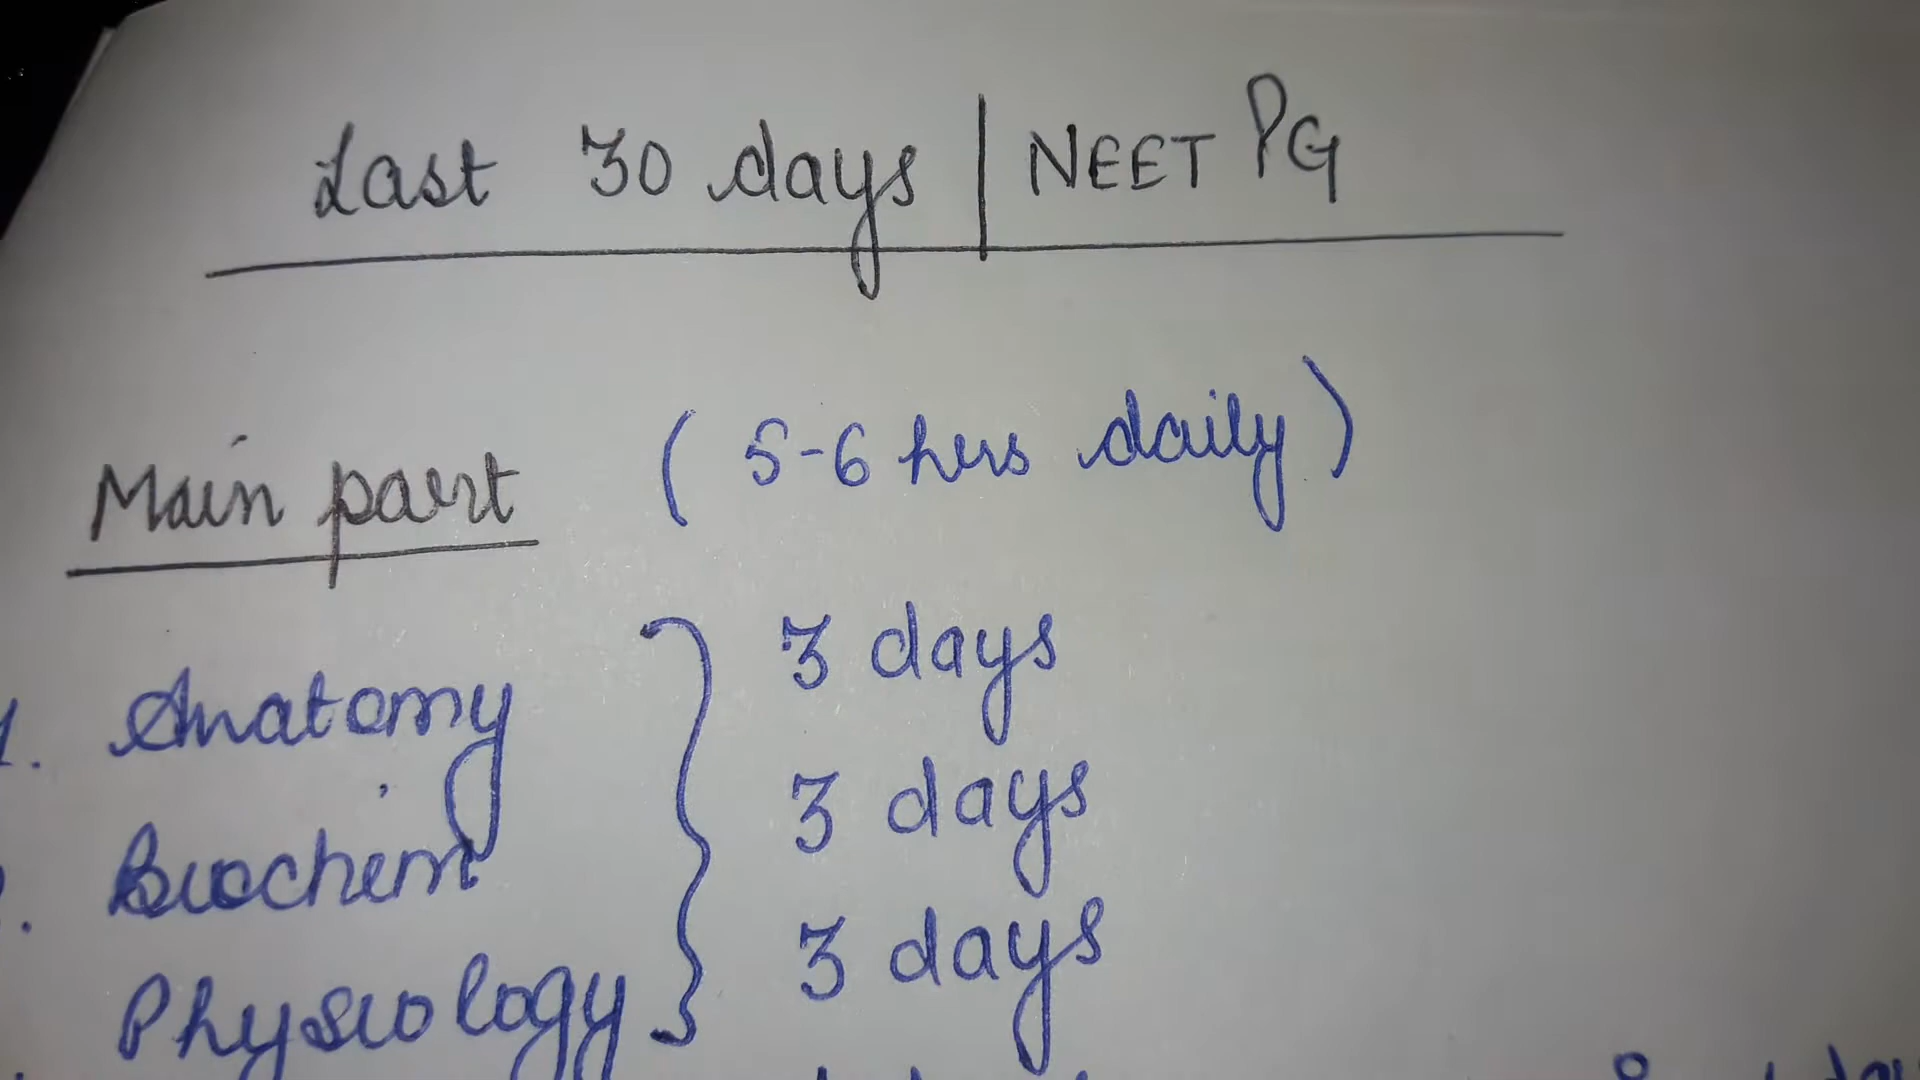 Last 30 days | NEET PG
Main part ( 5-6 hrs daily )
1. Anatomy } 3 days
Biochem 3 days
Physiology 3 days